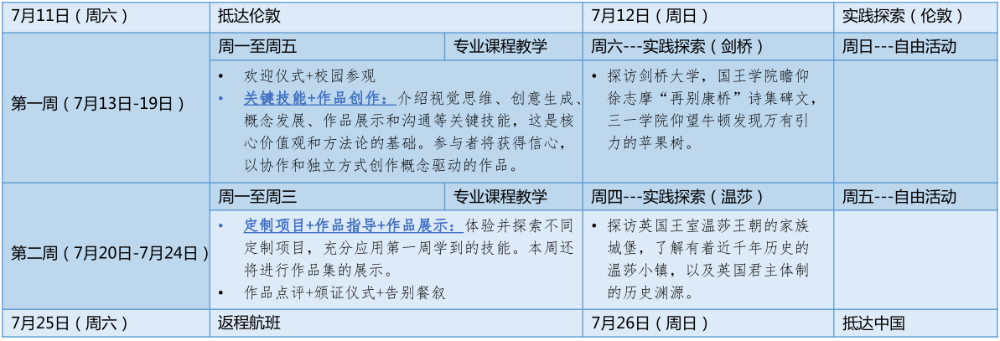 7月11日（周六）
抵达伦敦
7月12日（周日）
实践探索（伦敦）
第一周（7月13日-19日）
周一至周五
专业课程教学
周六---实践探索（剑桥）
周日---自由活动
• 欢迎仪式+校园参观
• 关键技能+作品创作：介绍视觉思维、创意生成、
概念发展、作品展示和沟通等关键技能，这是核
心价值观和方法论的基础。参与者将获得信心，
以协作和独立方式创作概念驱动的作品。
• 探访剑桥大学，国王学院瞻仰
徐志摩“再别康桥”诗集碑文，
三一学院仰望牛顿发现万有引
力的苹果树。
第二周（7月20日-7月24日）
周一至周三
专业课程教学
周四---实践探索（温莎）
周五---自由活动
• 定制项目+作品指导+作品展示：体验并探索不同
定制项目，充分应用第一周学到的技能。本周还
将进行作品集的展示。
• 作品点评+颁证仪式+告别餐叙
• 探访英国王室温莎王朝的家族
城堡，了解有着近千年历史的
温莎小镇，以及英国君主体制
的历史渊源。
7月25日（周六）
返程航班
7月26日（周日）
抵达中国